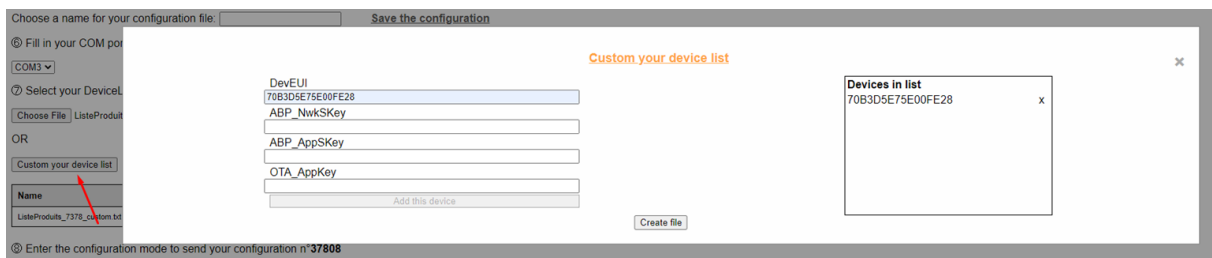 Choose a name for your configuration file: Save the configuration
⑥ Fill in your COM por
COM3
⑦ Select your DeviceL
Choose File ListeProduit
OR
Custom your device list
Name
ListeProduits_7378_custom.txt
Custom your device list
×
DevEUI
70B3D5E75E00FE28
ABP_NwkSKey
ABP_AppSKey
OTA_AppKey
Add this device
Devices in list
70B3D5E75E00FE28 x
Create file
⑧ Enter the configuration mode to send your configuration n°37808